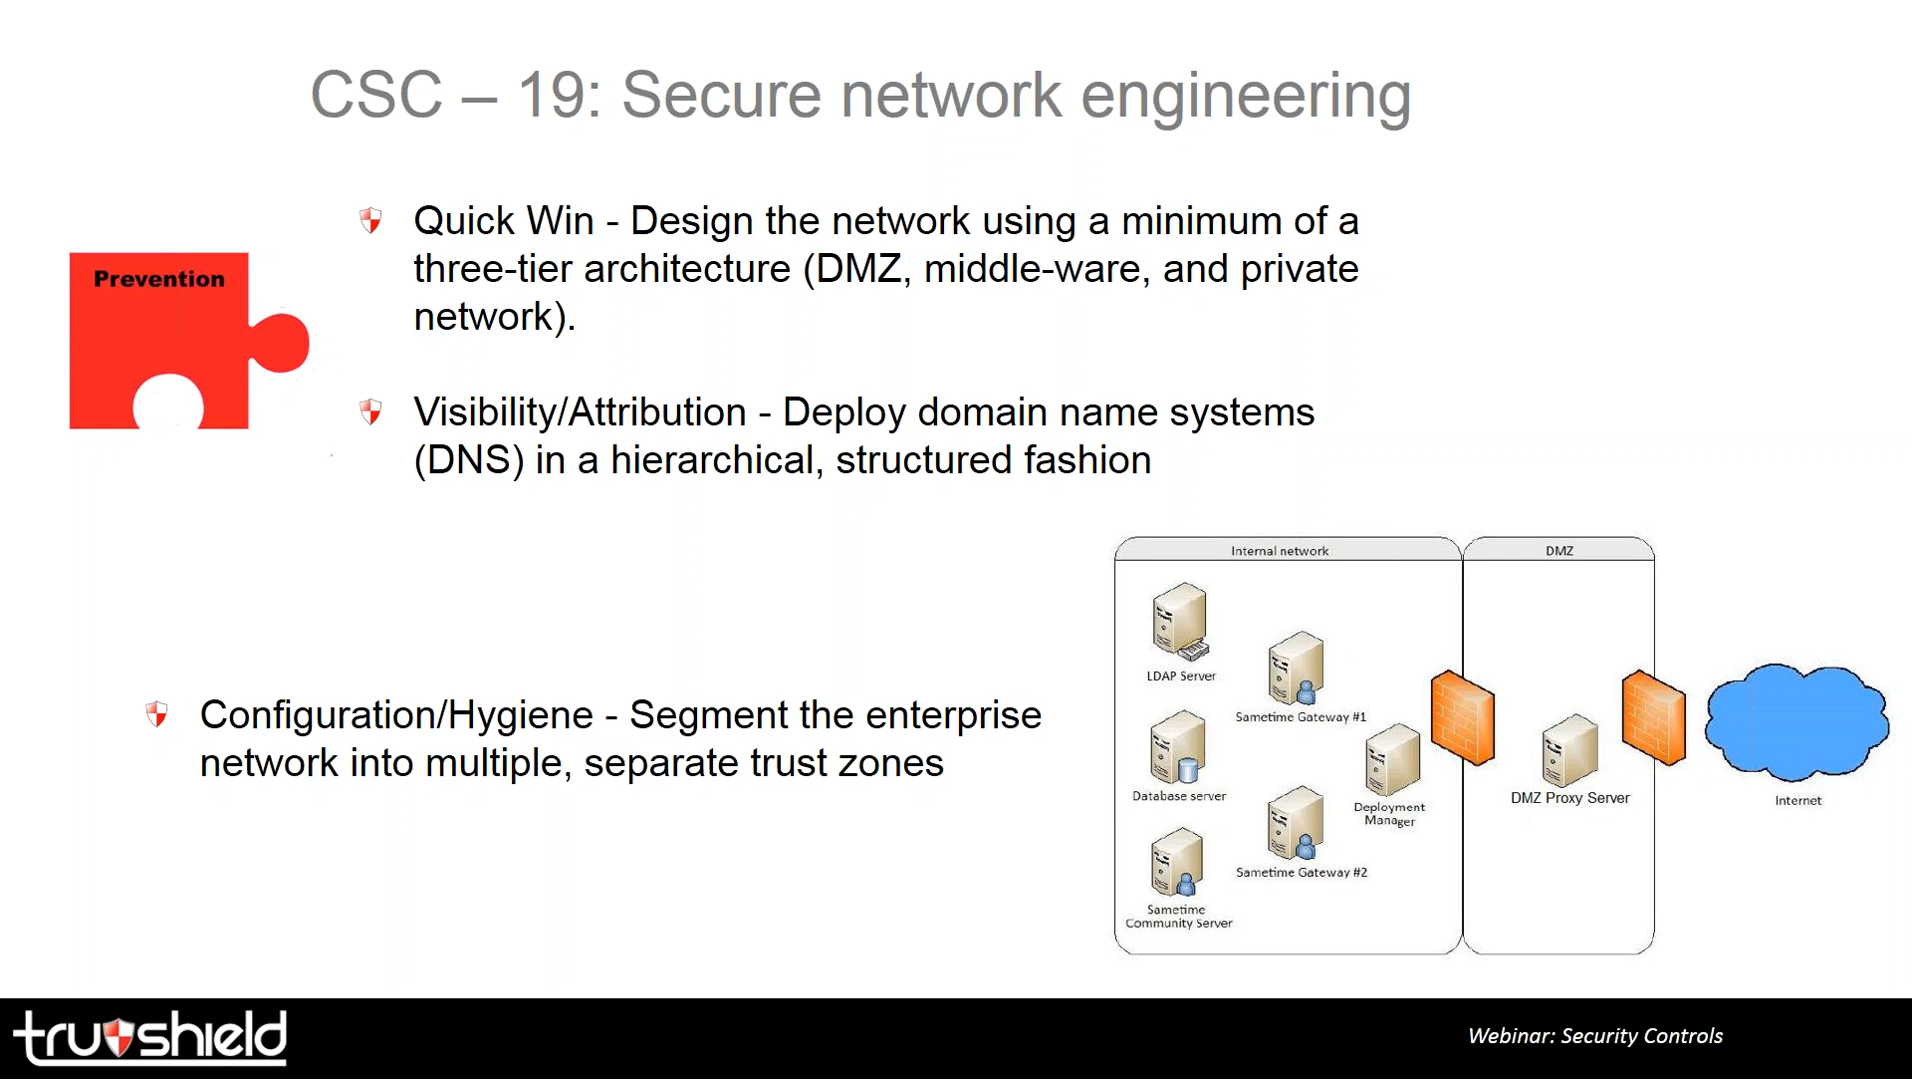 CSC – 19: Secure network engineering
Prevention
Quick Win - Design the network using a minimum of a
three-tier architecture (DMZ, middle-ware, and private
network).
Visibility/Attribution - Deploy domain name systems
(DNS) in a hierarchical, structured fashion
Configuration/Hygiene - Segment the enterprise
network into multiple, separate trust zones
Internal network
DMZ
LDAP Server
Sametime Gateway #1
Database server
Deployment
Manager
Sametime Gateway #2
Sametime
Community Server
DMZ Proxy Server
Internet
trushield
Webinar: Security Controls